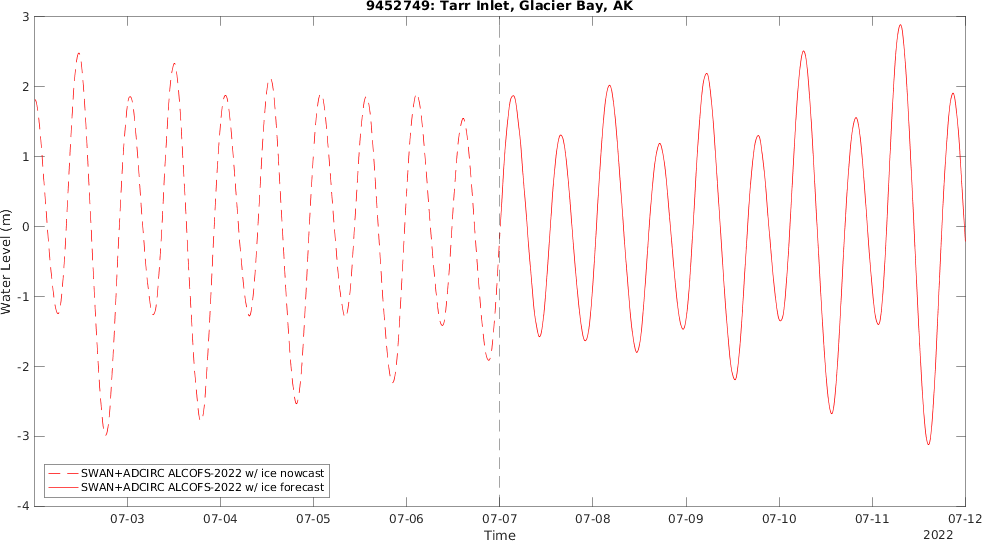 9452749: Tarr Inlet, Glacier Bay, AK
Water Level (m)
3
2
1
0
-1
-2
-3
-4
SWAN+ADCIRC ALCOFS-2022 w/ ice nowcast
SWAN+ADCIRC ALCOFS-2022 w/ ice forecast
07-03 07-04 07-05 07-06 07-07 07-08 07-09 07-10 07-11 07-12
Time
2022